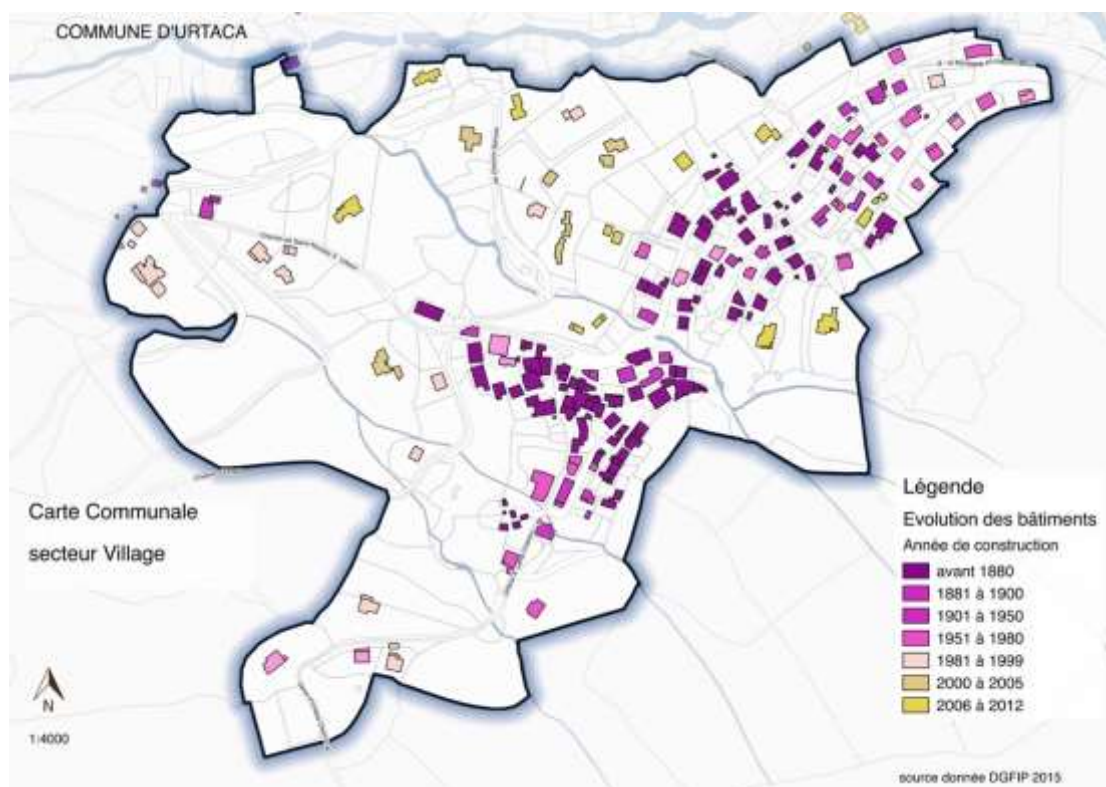 COMMUNE D'URTACA
Carte Communale
secteur Village
N
1:4000
Légende
Evolution des bâtiments
Année de construction
avant 1880
1881 à 1900
1901 à 1950
1951 à 1980
1981 à 1999
2000 à 2005
2006 à 2012
source donnée DGFIP 2015